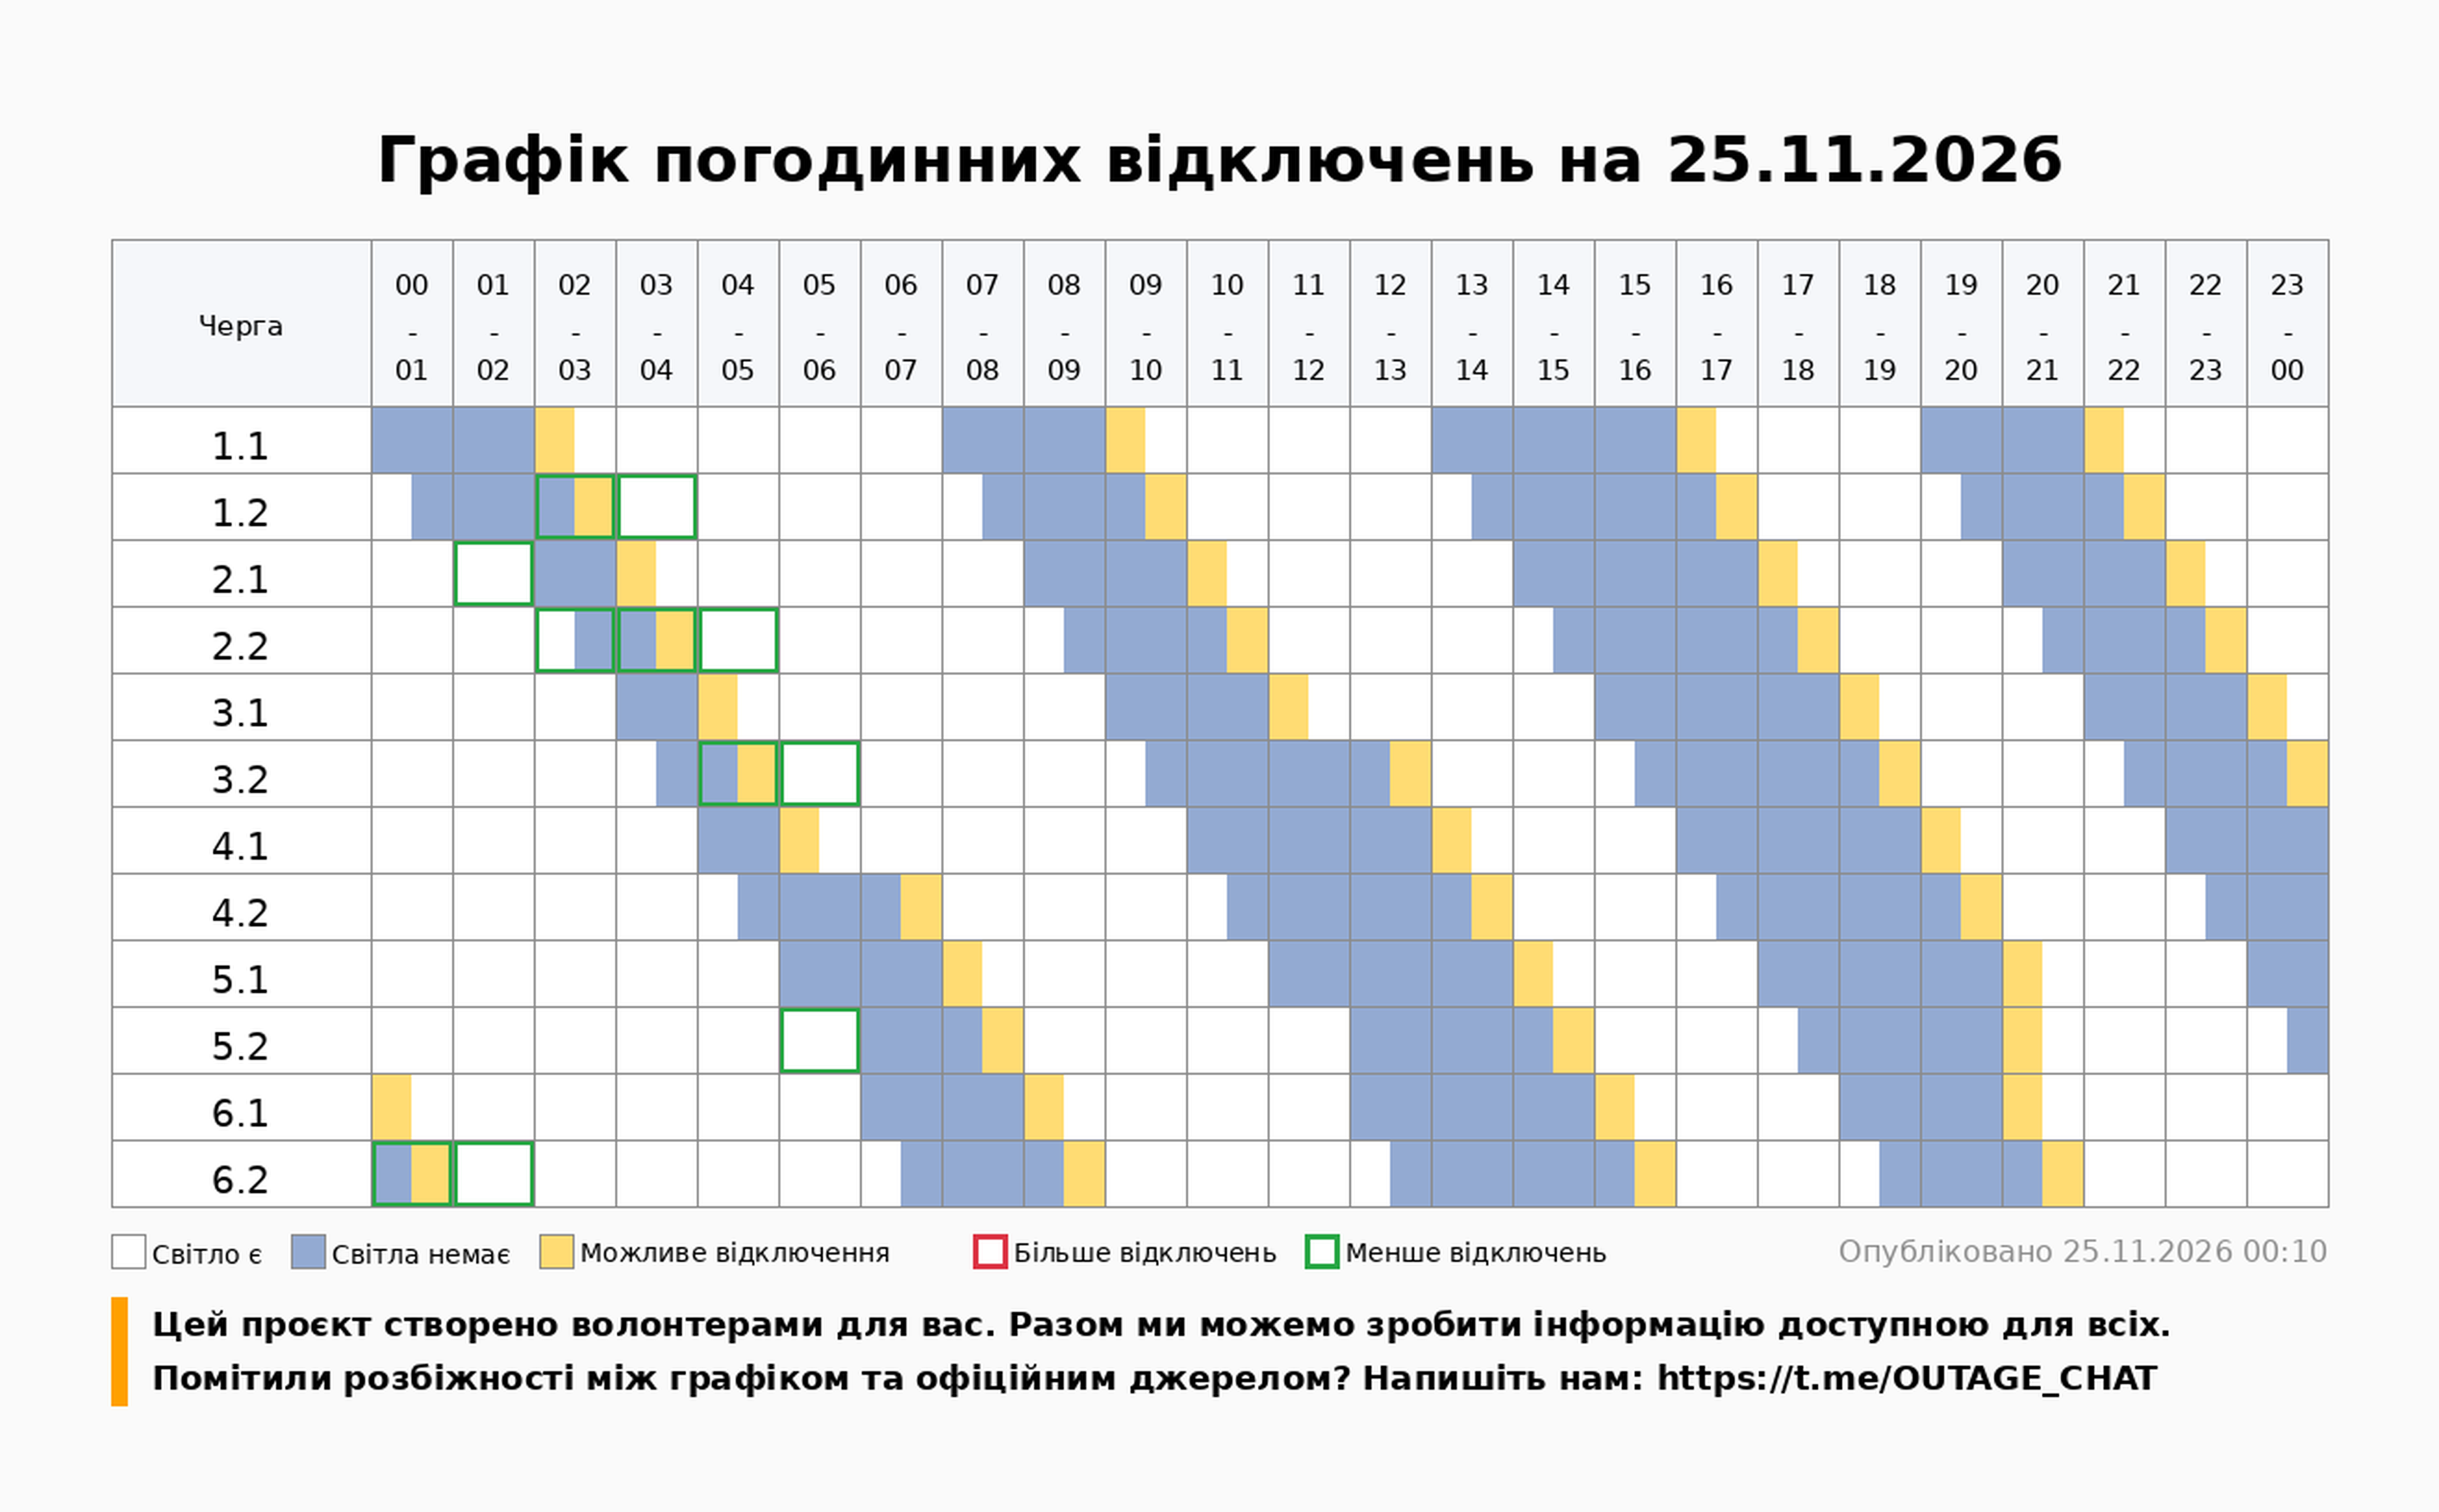 Графік погодинних відключень на 25.11.2026
Черга
00 - 01
01 - 02
02 - 03
03 - 04
04 - 05
05 - 06
06 - 07
07 - 08
08 - 09
09 - 10
10 - 11
11 - 12
12 - 13
13 - 14
14 - 15
15 - 16
16 - 17
17 - 18
18 - 19
19 - 20
20 - 21
21 - 22
22 - 23
23 - 00
1.1
1.2
2.1
2.2
3.1
3.2
4.1
4.2
5.1
5.2
6.1
6.2
Світло є Світла немає Можливе відключення Більше відключень Менше відключень Опубліковано 25.11.2026 00:10
Цей проєкт створено волонтерами для вас. Разом ми можемо зробити інформацію доступною для всіх.
Помітили розбіжності між графіком та офіційним джерелом? Напишіть нам: https://t.me/OUTAGE_CHAT